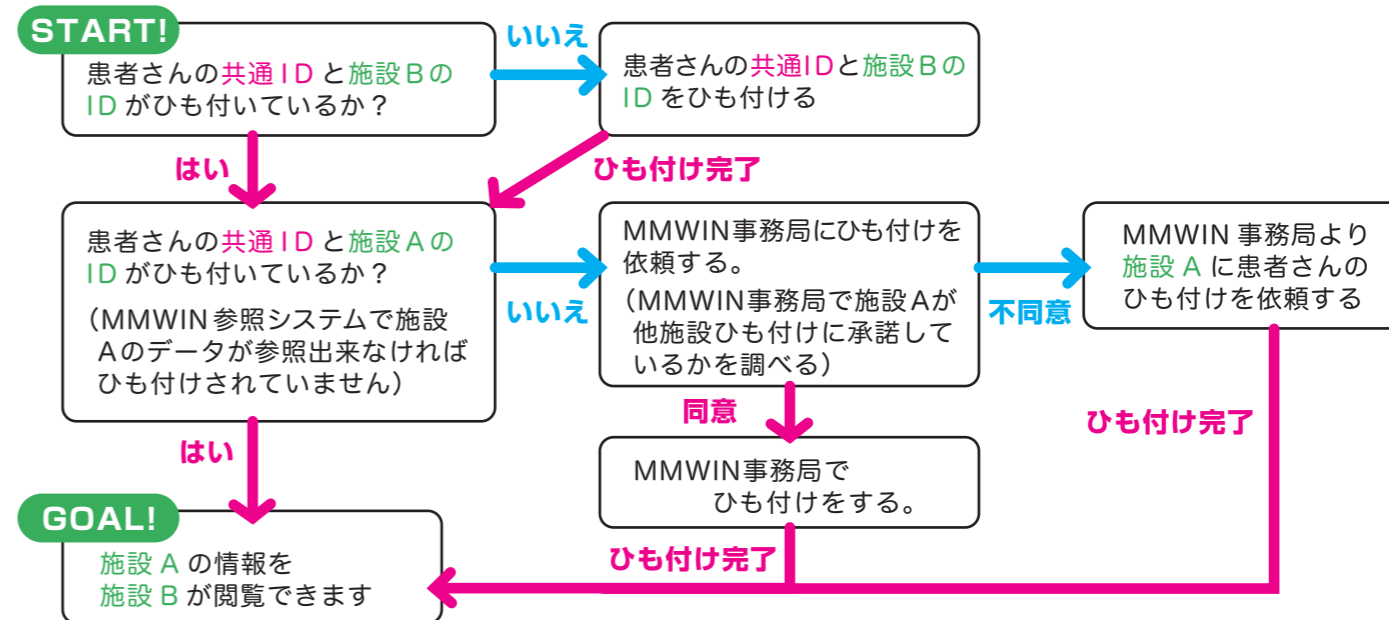 START!
患者さんの共通IDと施設Bの
IDがひも付いているか？
いいえ
患者さんの共通IDと施設Bの
IDをひも付ける
はい
ひも付け完了
患者さんの共通IDと施設Aの
IDがひも付いているか？
（MMWIN参照システムで施設
Aのデータが参照出来なければ
ひも付けされていません）
いいえ
MMWIN事務局にひも付けを
依頼する。
（MMWIN事務局で施設Aが
他施設ひも付けに承諾して
いるかを調べる）
不同意
MMWIN 事務局より
施設 A に患者さんの
ひも付けを依頼する
はい
同意
ひも付け完了
MMWIN事務局で
ひも付けをする。
ひも付け完了
GOAL!
施設 A の情報を
施設 B が閲覧できます